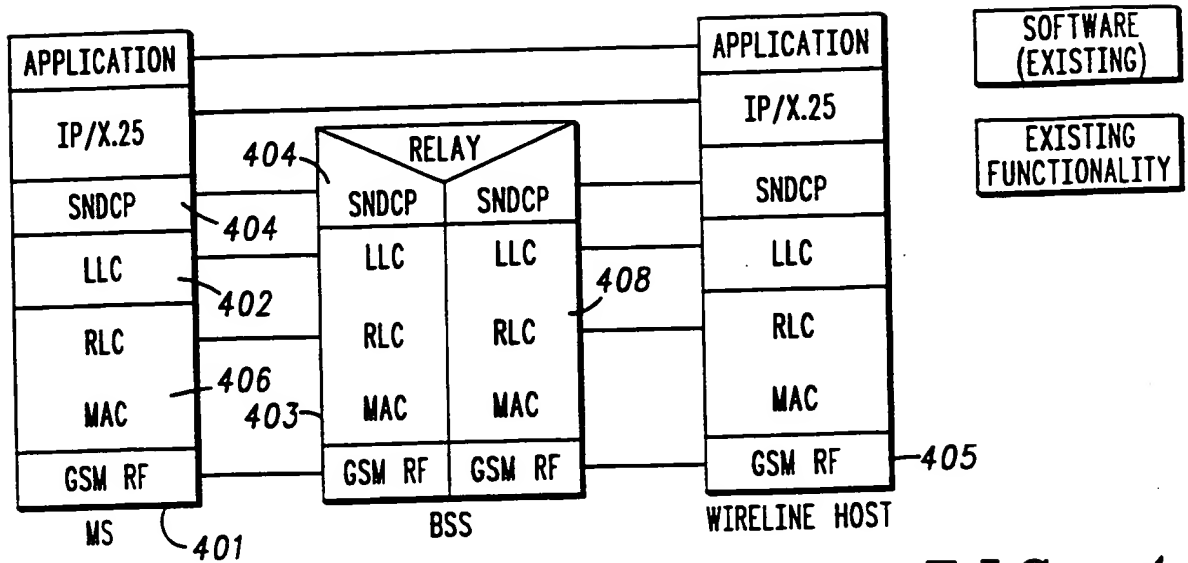 APPLICATION
IP/X.25
SNDCP
404
LLC
402
RLC
406
MAC
GSM RF
MS
401
RELAY
404
SNDCP SNDCP
LLC LLC
408
RLC RLC
403
MAC MAC
GSM RF GSM RF
BSS
APPLICATION
IP/X.25
SNDCP
LLC
RLC
MAC
GSM RF
405
WIRELINE HOST
SOFTWARE
(EXISTING)
EXISTING
FUNCTIONALITY